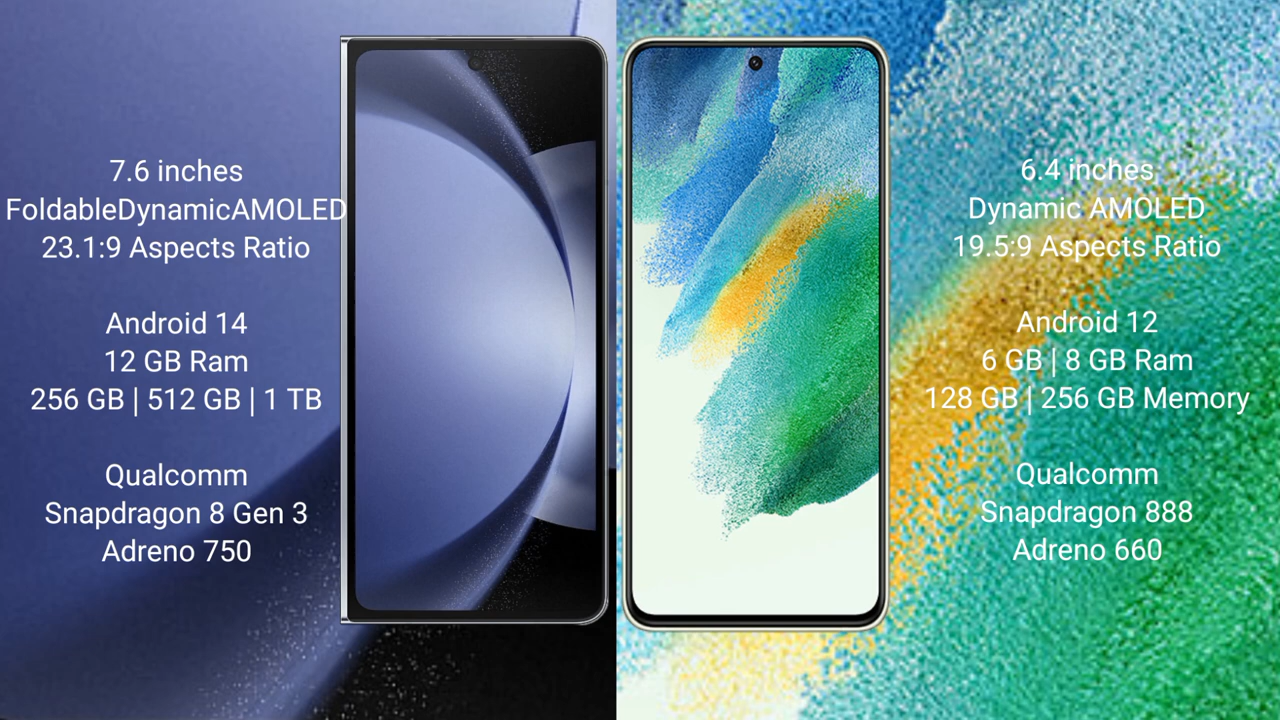 7.6 inches
FoldableDynamicAMOLED
23.1:9 Aspects Ratio
Android 14
12 GB Ram
256 GB | 512 GB | 1 TB
Qualcomm
Snapdragon 8 Gen 3
Adreno 750
6.4 inches
Dynamic AMOLED
19.5:9 Aspects Ratio
Android 12
6 GB | 8 GB Ram
128 GB | 256 GB Memory
Qualcomm
Snapdragon 888
Adreno 660